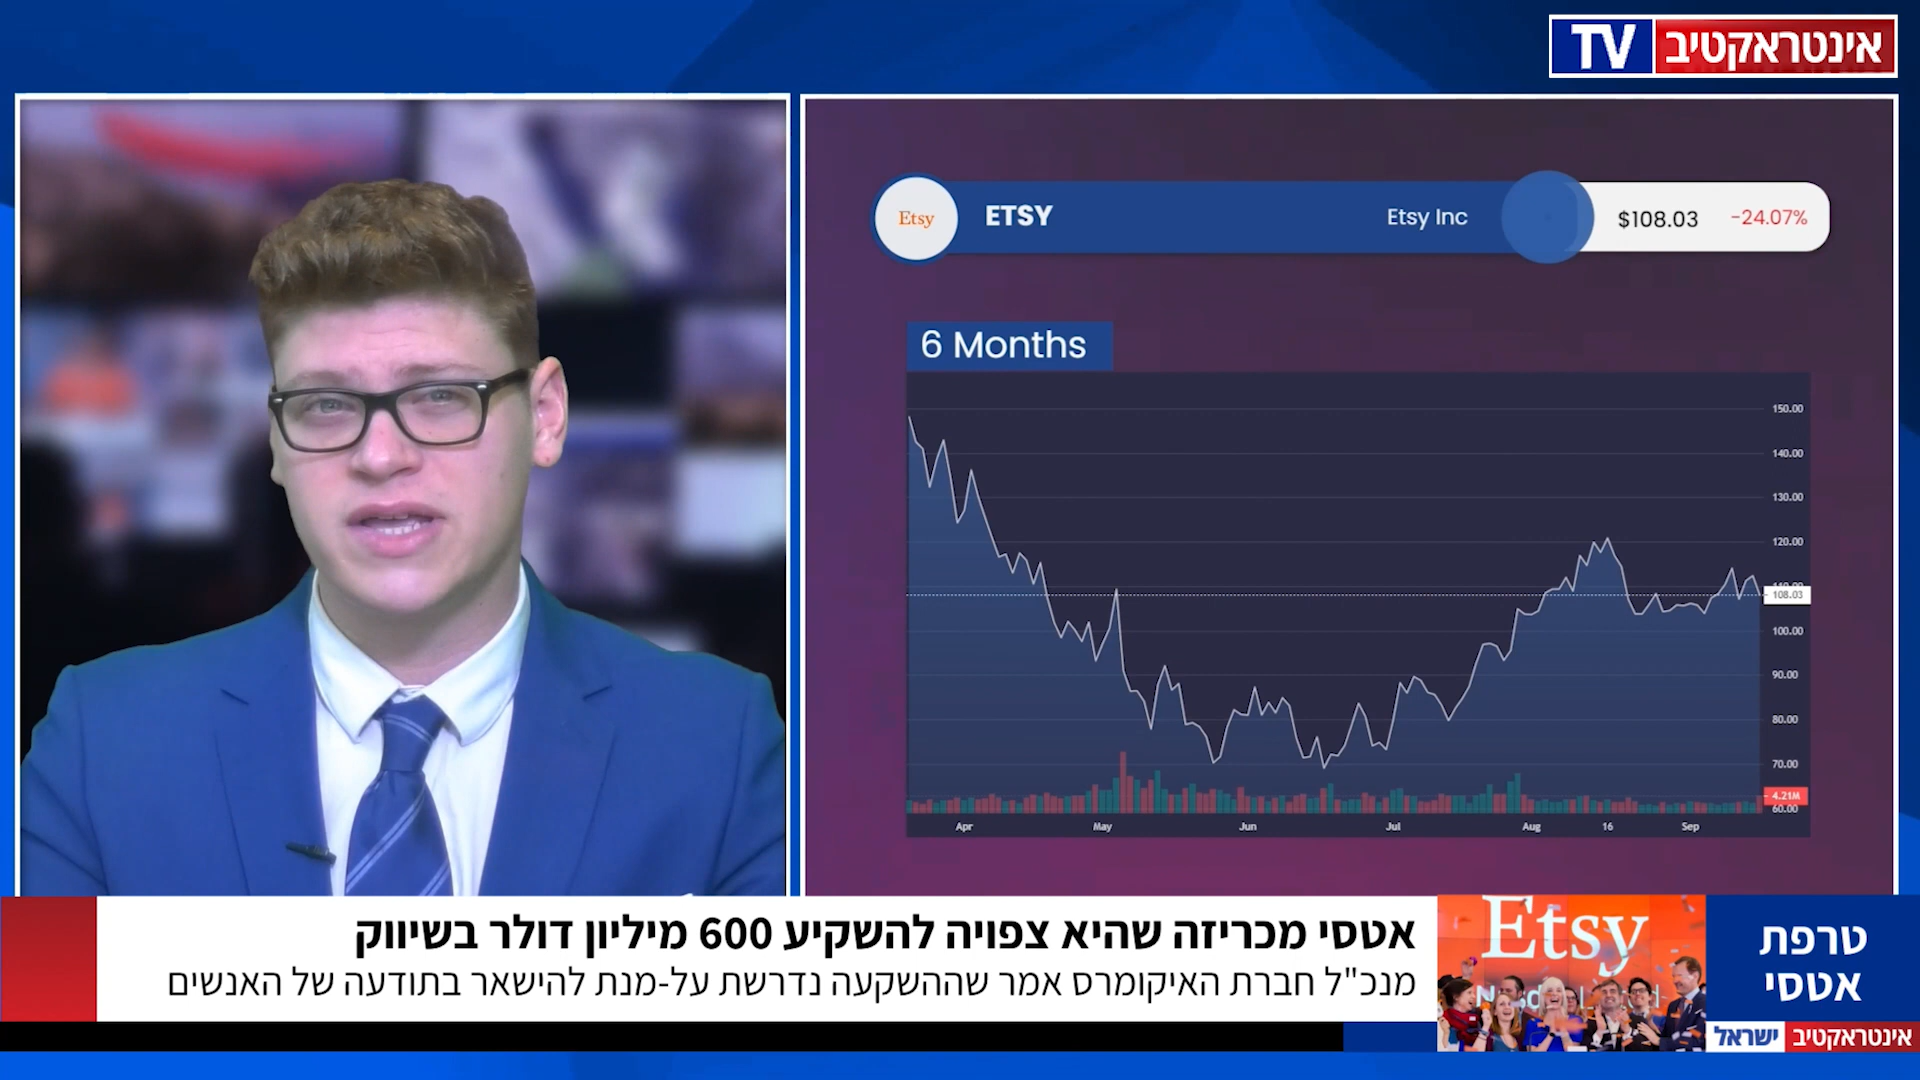 אינטראקטיב TV
Etsy
ETSY
Etsy Inc
$108.03
-24.07%
6 Months
150.00
140.00
130.00
120.00
110.00
108.03
100.00
90.00
80.00
70.00
4.21M
60.00
Apr May Jun Jul Aug 16 Sep
טרפת
אטסי
Etsy
אטסי מכריזה שהיא צפויה להשקיע 600 מיליון דולר בשיווק
מנכ"ל חברת האיקומרס אמר שההשקעה נדרשת על-מנת להישאר בתודעה של האנשים
אינטראקטיב ישראל